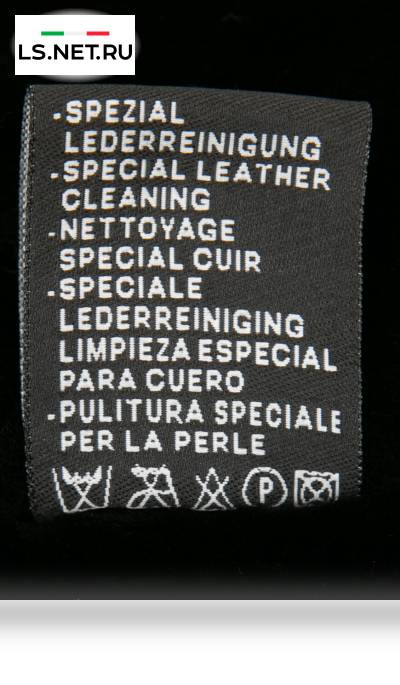 LS.NET.RU
-SPEZIAL
LEDERREINIGUNG
-SPECIAL LEATHER
CLEANING
-NETTOYAGE
SPECIAL CUIR
-SPECIALE
LEDERREINIGING
LIMPIEZA ESPECIAL
PARA CUERO
-PULITURA SPECIALE
PER LA PERLE
P